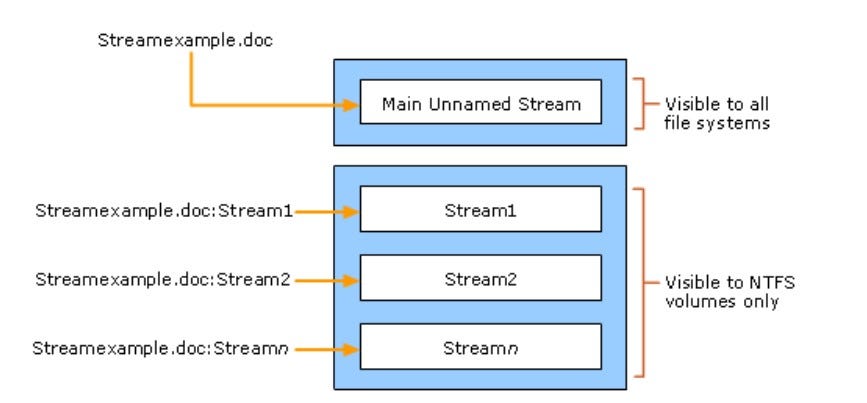 Streamexample.doc
Main Unnamed Stream
Visible to all
file systems
Streamexample.doc:Stream1
Stream1
Streamexample.doc:Stream2
Stream2
Visible to NTFS
volumes only
Streamexample.doc:Streamn
Streamn